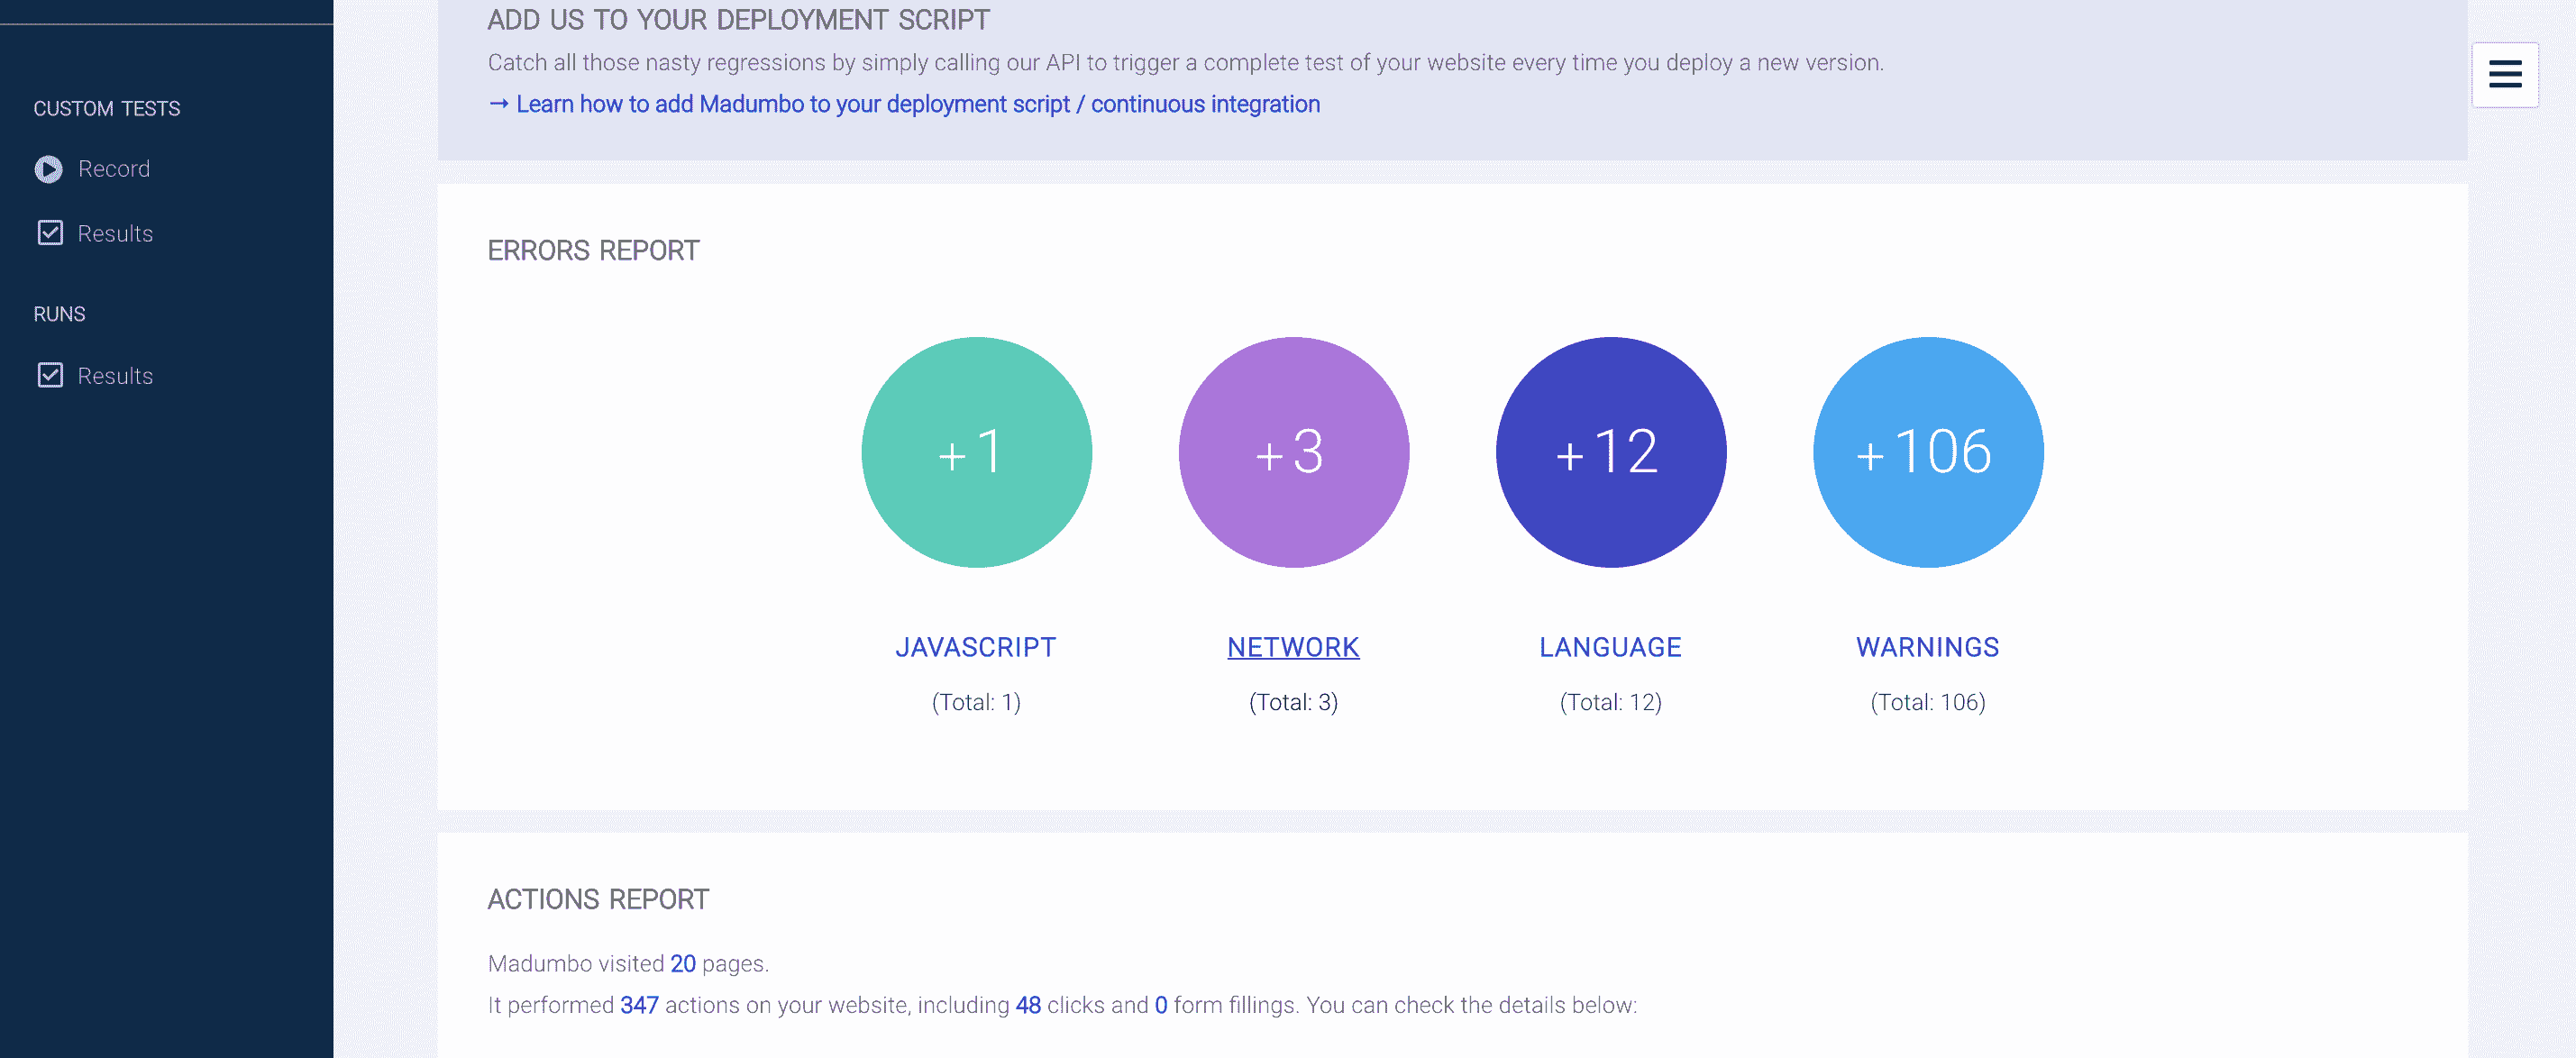 CUSTOM TESTS
Record
Results
RUNS
Results
ADD US TO YOUR DEPLOYMENT SCRIPT
Catch all those nasty regressions by simply calling our API to trigger a complete test of your website every time you deploy a new version.
→ Learn how to add Madumbo to your deployment script / continuous integration
ERRORS REPORT
+1
+3
+12
+106
JAVASCRIPT
NETWORK
LANGUAGE
WARNINGS
(Total: 1)
(Total: 3)
(Total: 12)
(Total: 106)
ACTIONS REPORT
Madumbo visited 20 pages.
It performed 347 actions on your website, including 48 clicks and 0 form fillings. You can check the details below: